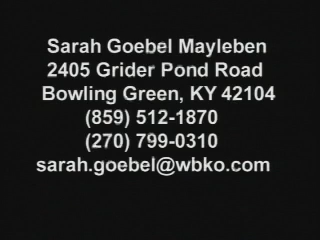 Sarah Goebel Mayleben
2405 Grider Pond Road
Bowling Green, KY 42104
(859) 512-1870
(270) 799-0310
sarah.goebel@wbko.com